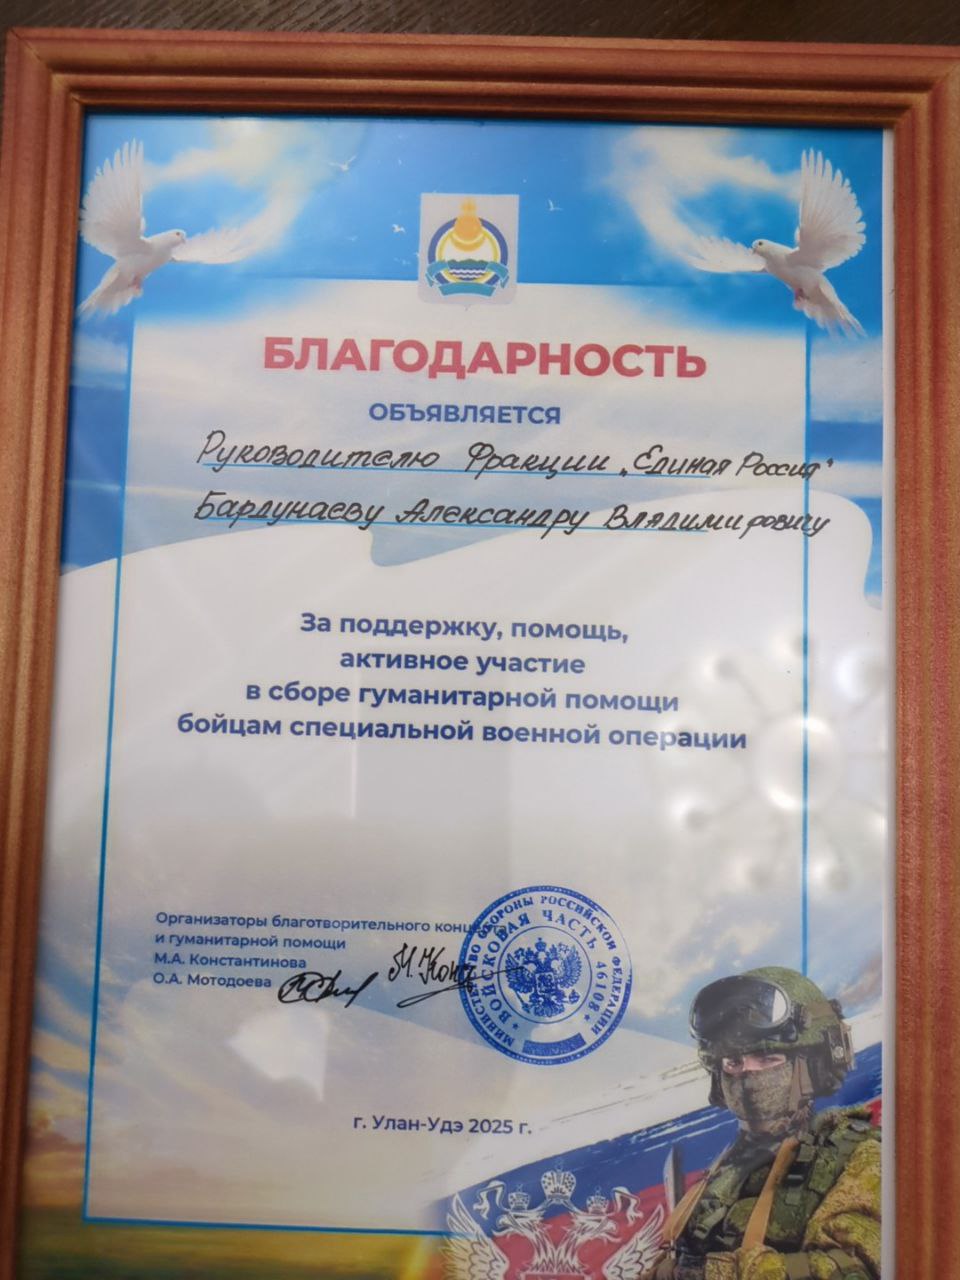 БЛАГОДАРНОСТЬ
ОБЪЯВЛЯЕТСЯ
Руководителю Фракции „Единая Россия"
Бардунаеву Александру Владимировичу
За поддержку, помощь,
активное участие
в сборе гуманитарной помощи
бойцам специальной военной операции
Организаторы благотворительного
и гуманитарной помощи
М.А. Константинова
О.А. Мотодоева
МИНИСТЕРСТВО ОБОРОНЫ РОССИЙСКОЙ ФЕДЕРАЦИИ
ВОЙСКОВАЯ ЧАСТЬ 46108
г. Улан-Удэ 2025 г.